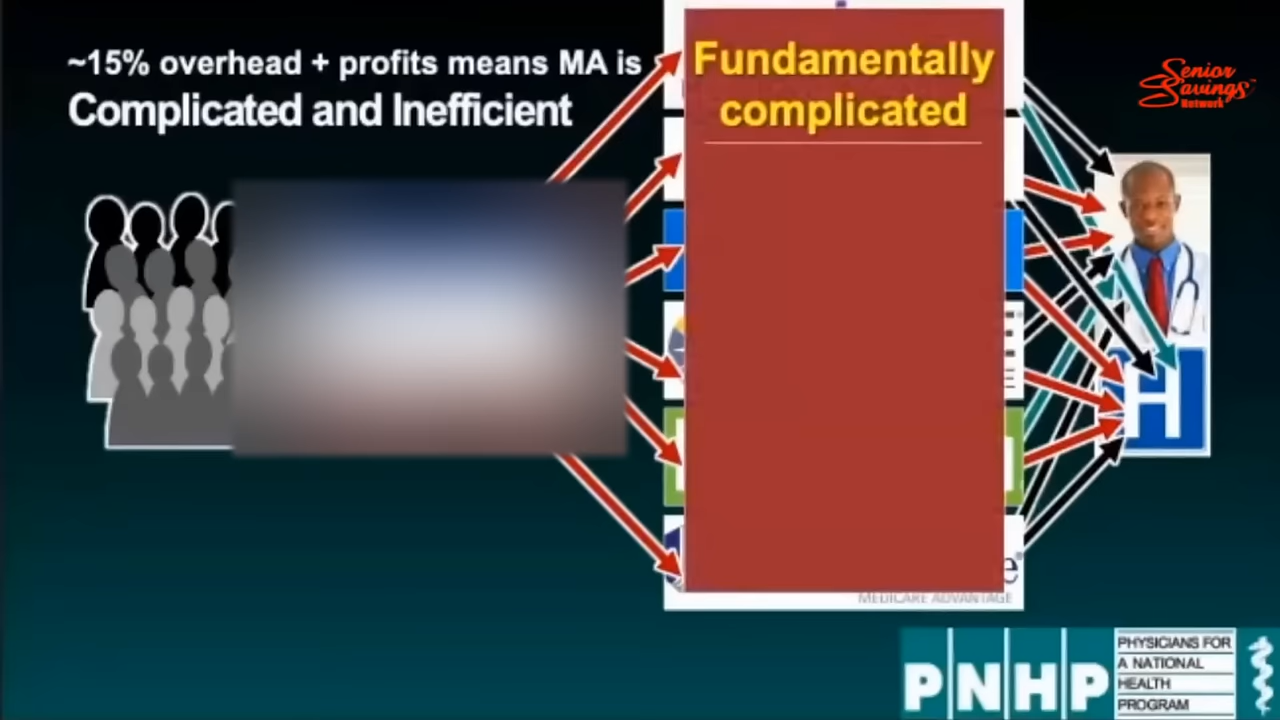 ~15% overhead + profits means MA is
Complicated and Inefficient
Fundamentally
complicated
Senior
Savings
Network
H
MEDICARE ADVANTAGE
PNHP
PHYSICIANS FOR
A NATIONAL
HEALTH
PROGRAM